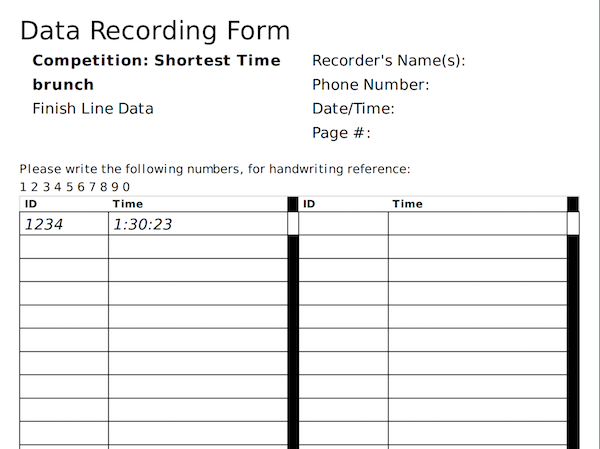 Data Recording Form
Competition: Shortest Time
brunch
Finish Line Data
Recorder's Name(s):
Phone Number:
Date/Time:
Page #:
Please write the following numbers, for handwriting reference:
1 2 3 4 5 6 7 8 9 0
ID Time ID Time
1234 1:30:23